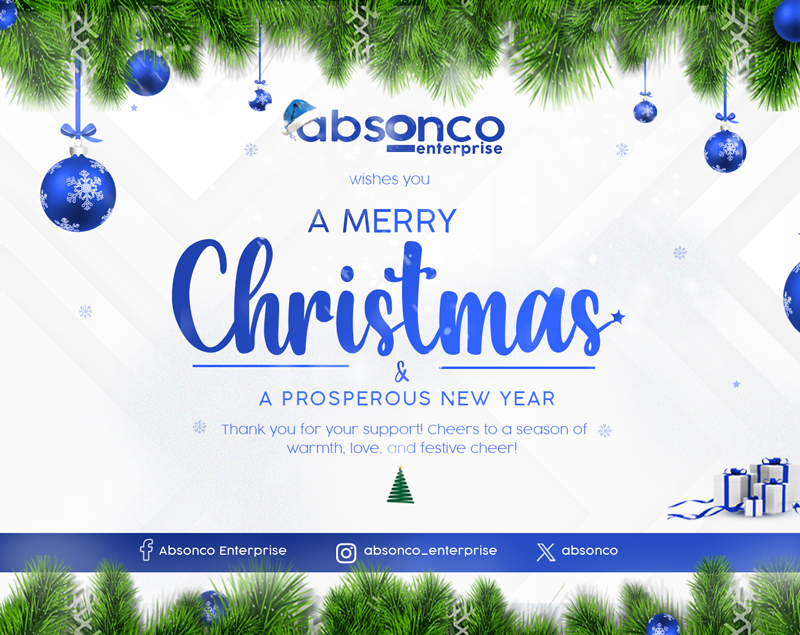 absonco
enterprise
wishes you
A MERRY
Christmas
&
A PROSPEROUS NEW YEAR
Thank you for your support! Cheers to a season of
warmth, love, and festive cheer!
Absonco Enterprise absonco_enterprise absonco